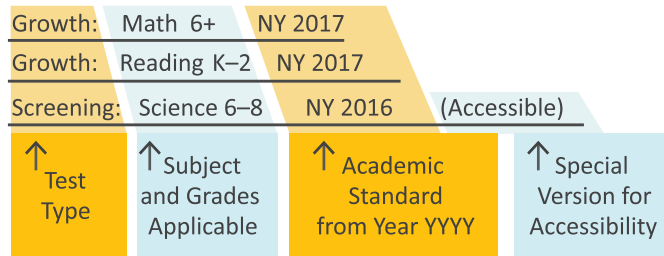 Growth: Math 6+ NY 2017
Growth: Reading K–2 NY 2017
Screening: Science 6–8 NY 2016 (Accessible)
↑ Test
Type
↑ Subject
and Grades
Applicable
↑ Academic
Standard
from Year YYYY
↑ Special
Version for
Accessibility